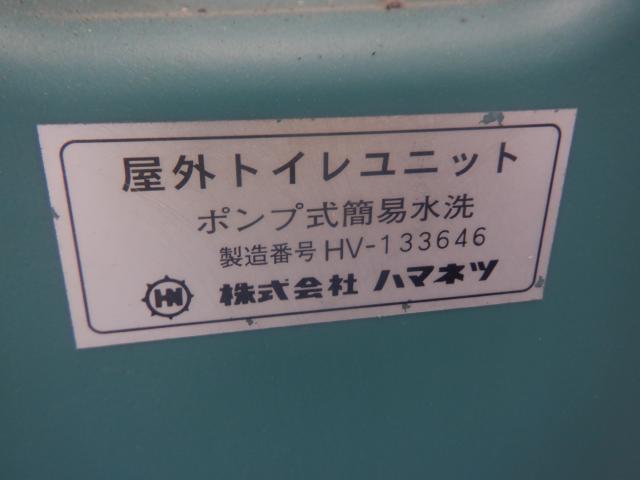 屋外トイレユニット
ポンプ式簡易水洗
製造番号 HV-133646
HN 株式会社 ハマネツ